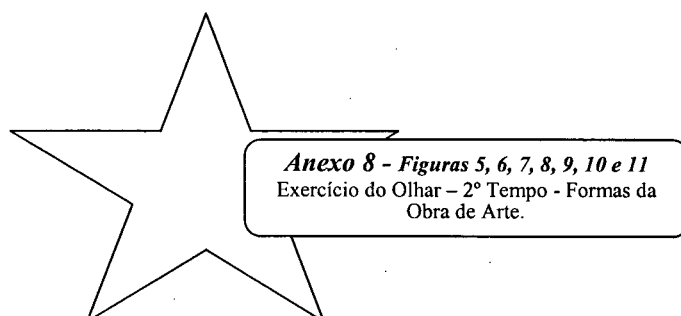 Anexo 8 - Figuras 5, 6, 7, 8, 9, 10 e 11
Exercício do Olhar – 2º Tempo - Formas da
Obra de Arte.